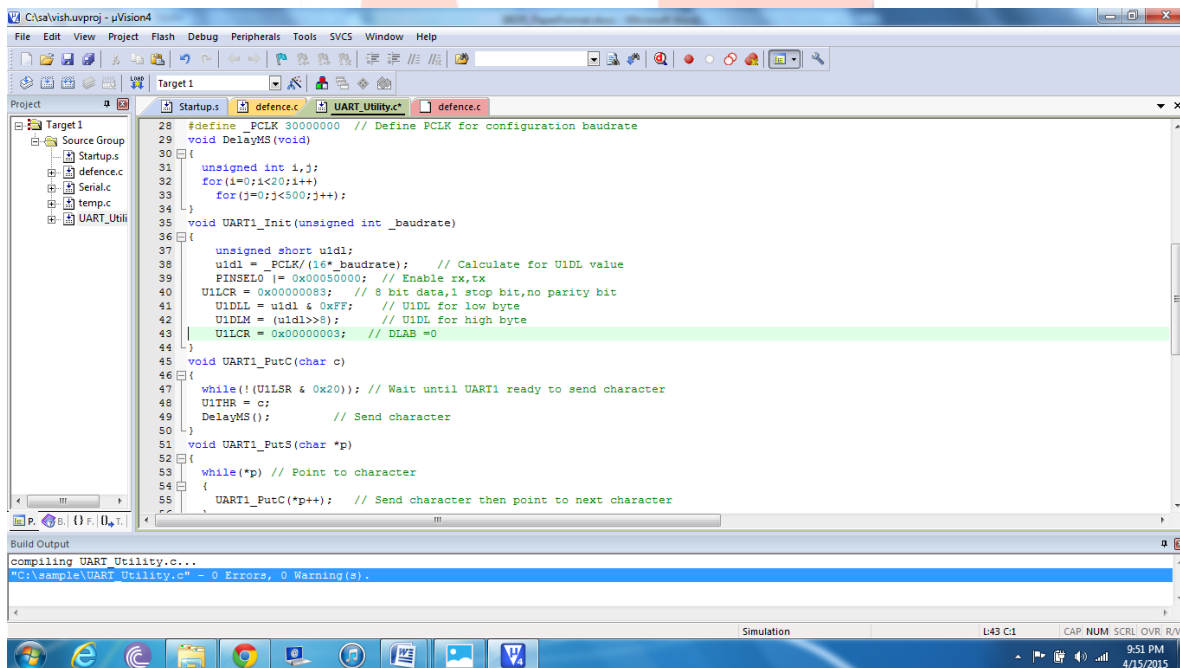 C:\sa\vish.uvproj - µVision4
File Edit View Project Flash Debug Peripherals Tools SVCS Window Help
LOAD
Target 1
Project
Startup.s defence.c UART_Utility.c* defence.c
Target 1
Source Group
Startup.s
defence.c
Serial.c
temp.c
UART_Utili
28 #define _PCLK 30000000 // Define PCLK for configuration baudrate
29 void DelayMS(void)
30 {
31 unsigned int i,j;
32 for(i=0;i<20;i++)
33 for(j=0;j<500;j++);
34 }
35 void UART1_Init(unsigned int _baudrate)
36 {
37 unsigned short u1dl;
38 u1dl = _PCLK/(16*_baudrate); // Calculate for U1DL value
39 PINSEL0 |= 0x00050000; // Enable rx,tx
40 U1LCR = 0x00000083; // 8 bit data,1 stop bit,no parity bit
41 U1DLL = u1dl & 0xFF; // U1DL for low byte
42 U1DLM = (u1dl>>8); // U1DL for high byte
43 U1LCR = 0x00000003; // DLAB =0
44 }
45 void UART1_PutC(char c)
46 {
47 while(!(U1LSR & 0x20)); // Wait until UART1 ready to send character
48 U1THR = c;
49 DelayMS(); // Send character
50 }
51 void UART1_PutS(char *p)
52 {
53 while(*p) // Point to character
54 {
55 UART1_PutC(*p++); // Send character then point to next character
P. B. {} F. T.
Build Output
compiling UART_Utility.c...
"C:\sample\UART_Utility.c" - 0 Errors, 0 Warning(s).
Simulation L:43 C:1 CAP NUM SCRL OVR R/W
9:51 PM
4/15/2015